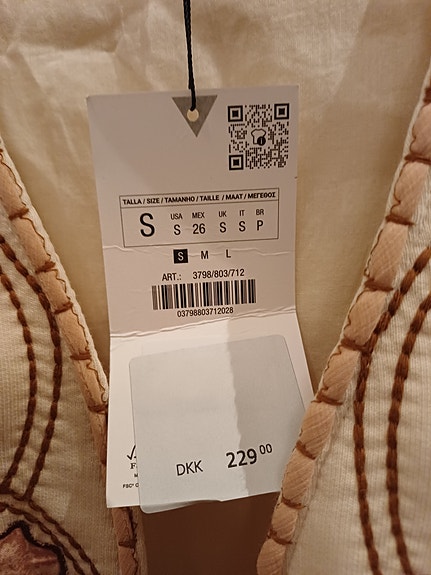 TALLA / SIZE / TAMANHO / TAILLE / MAAT / ΜΕΓΕΘΟΣ
S USA S MEX 26 UK S IT S BR P
S M L
ART.: 3798/803/712
03798803712028
DKK 229 00